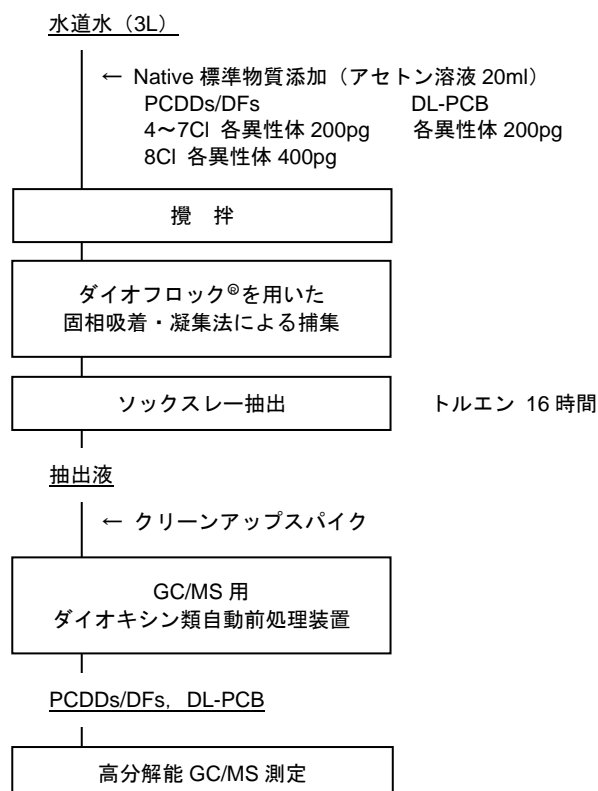 水道水（3L）
← Native 標準物質添加（アセトン溶液 20ml）
PCDDs/DFs DL-PCB
4～7Cl 各異性体 200pg 各異性体 200pg
8Cl 各異性体 400pg
攪 拌
ダイオフロック®を用いた
固相吸着・凝集法による捕集
ソックスレー抽出 トルエン 16 時間
抽出液
← クリーンアップスパイク
GC/MS 用
ダイオキシン類自動前処理装置
PCDDs/DFs, DL-PCB
高分解能 GC/MS 測定